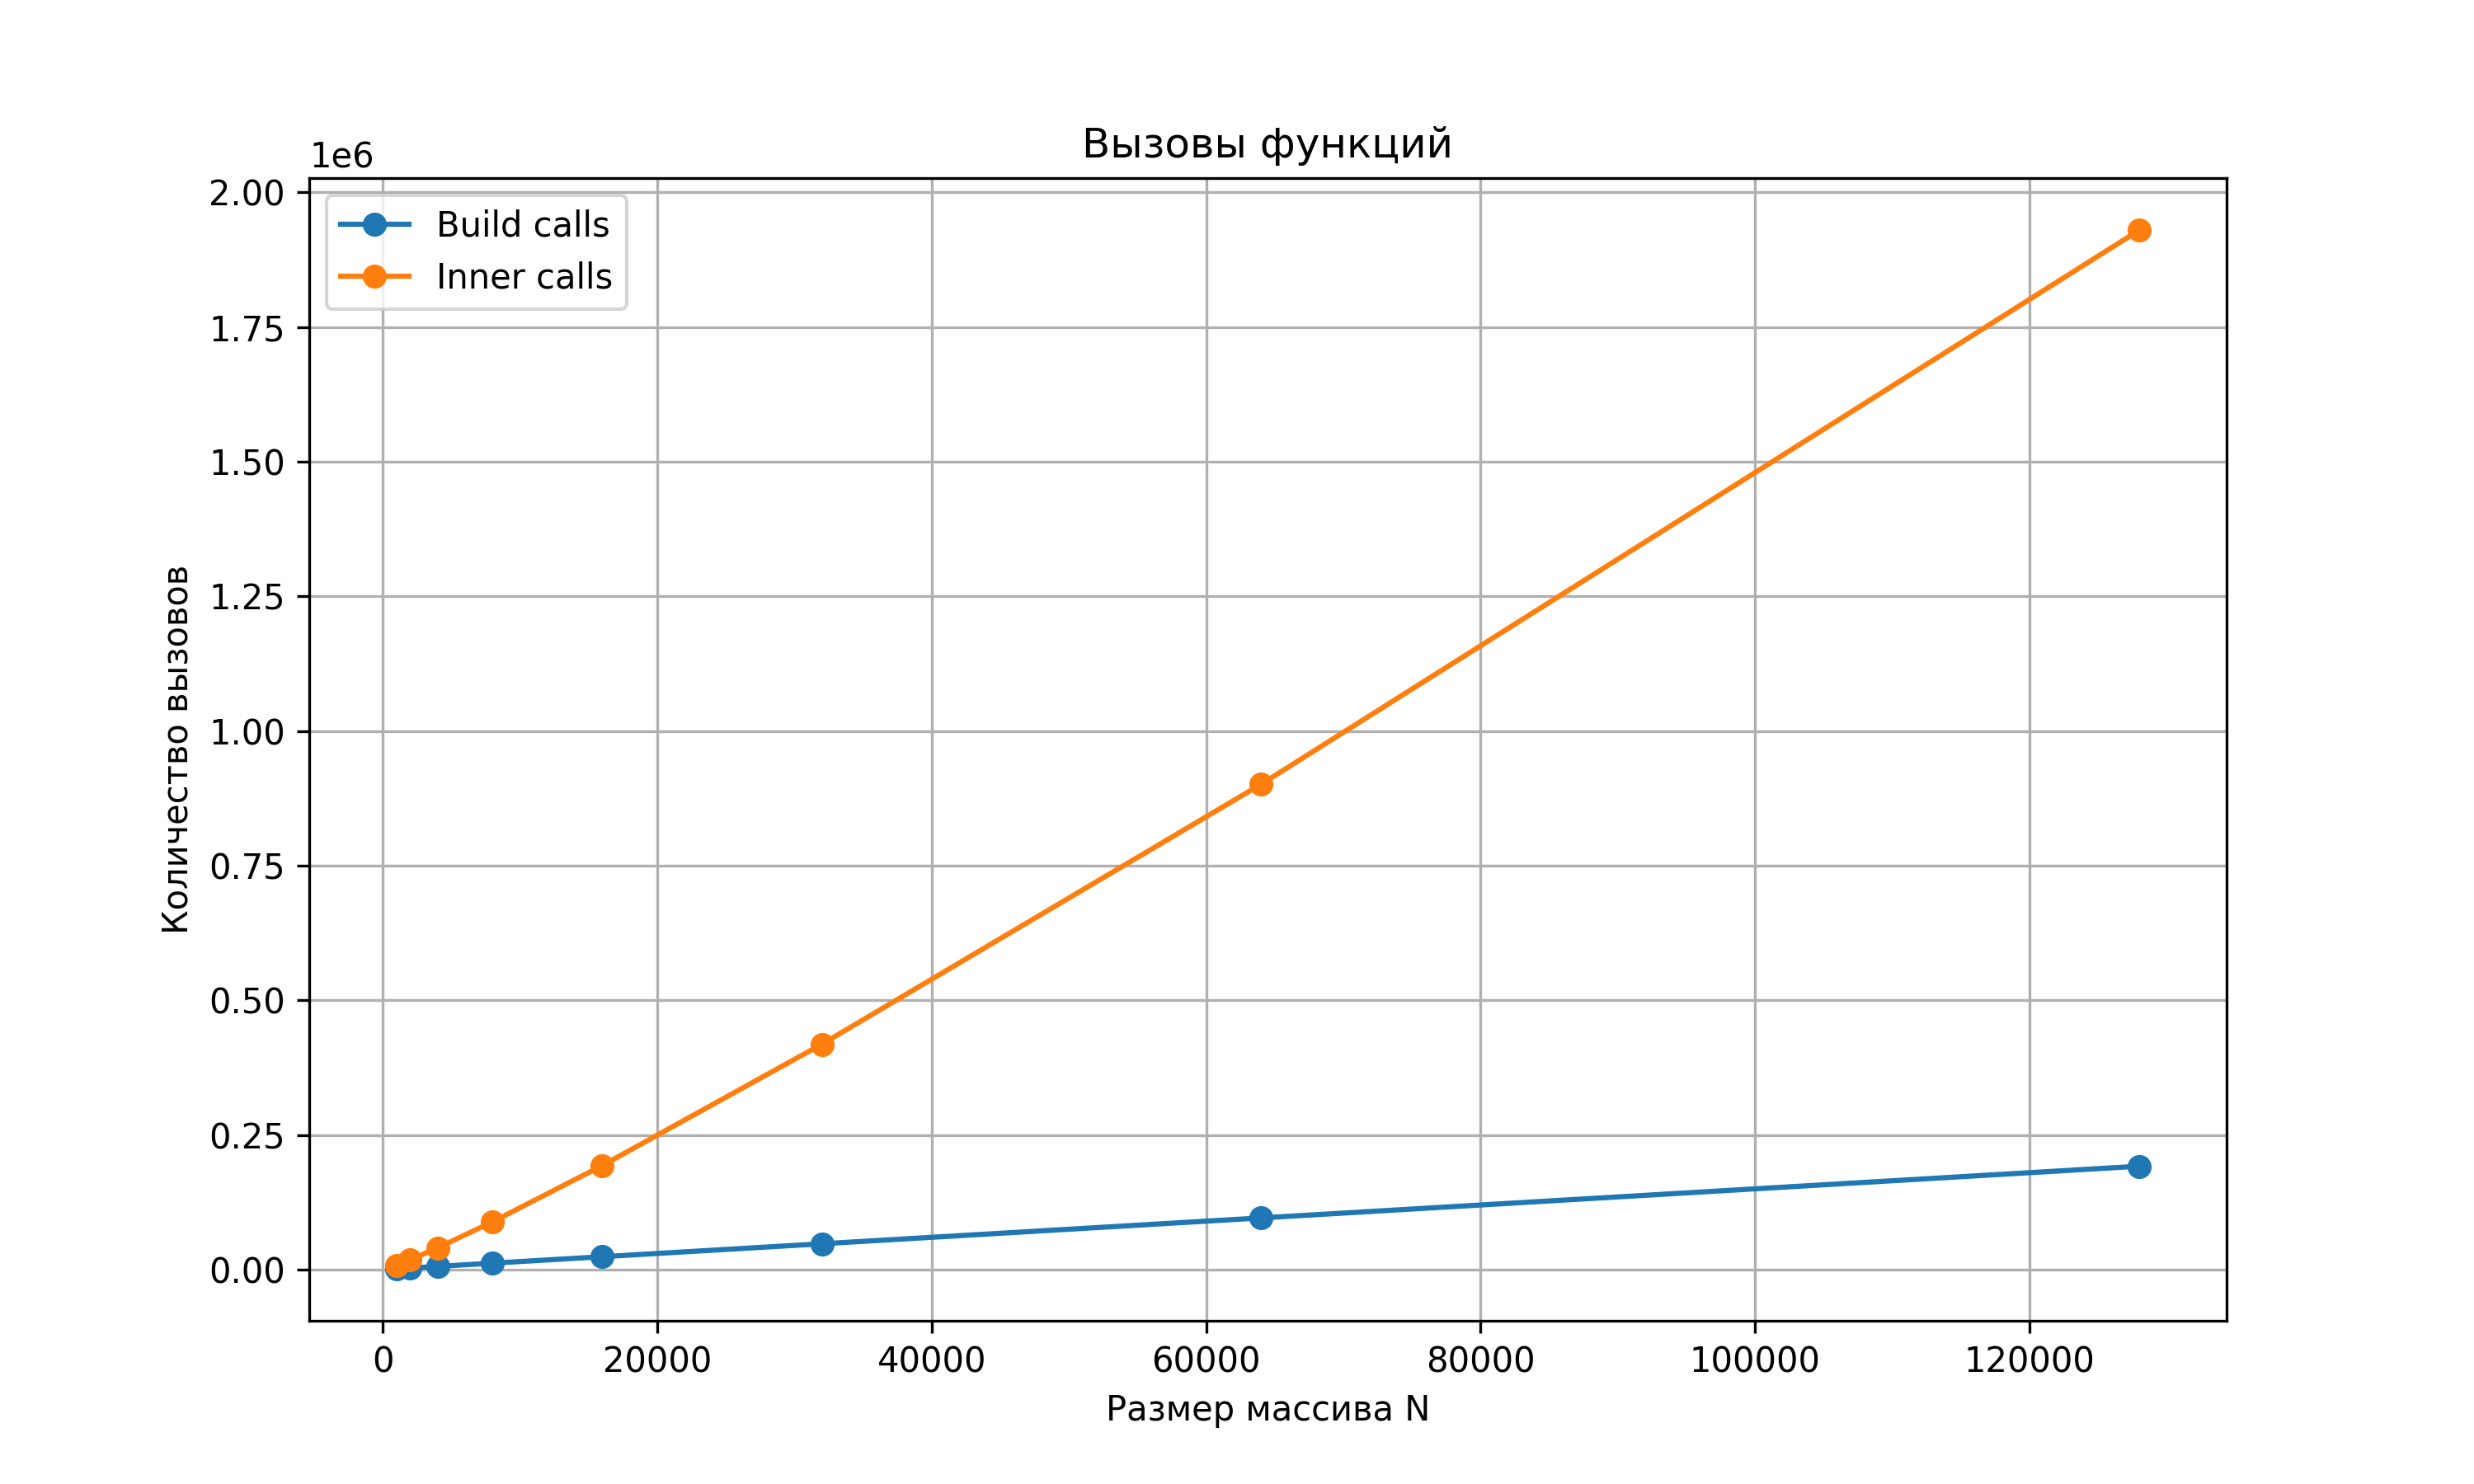 Вызовы функций
1e6
2.00
1.75
1.50
1.25
1.00
0.75
0.50
0.25
0.00
Количество вызовов
Build calls
Inner calls
0 20000 40000 60000 80000 100000 120000
Размер массива N